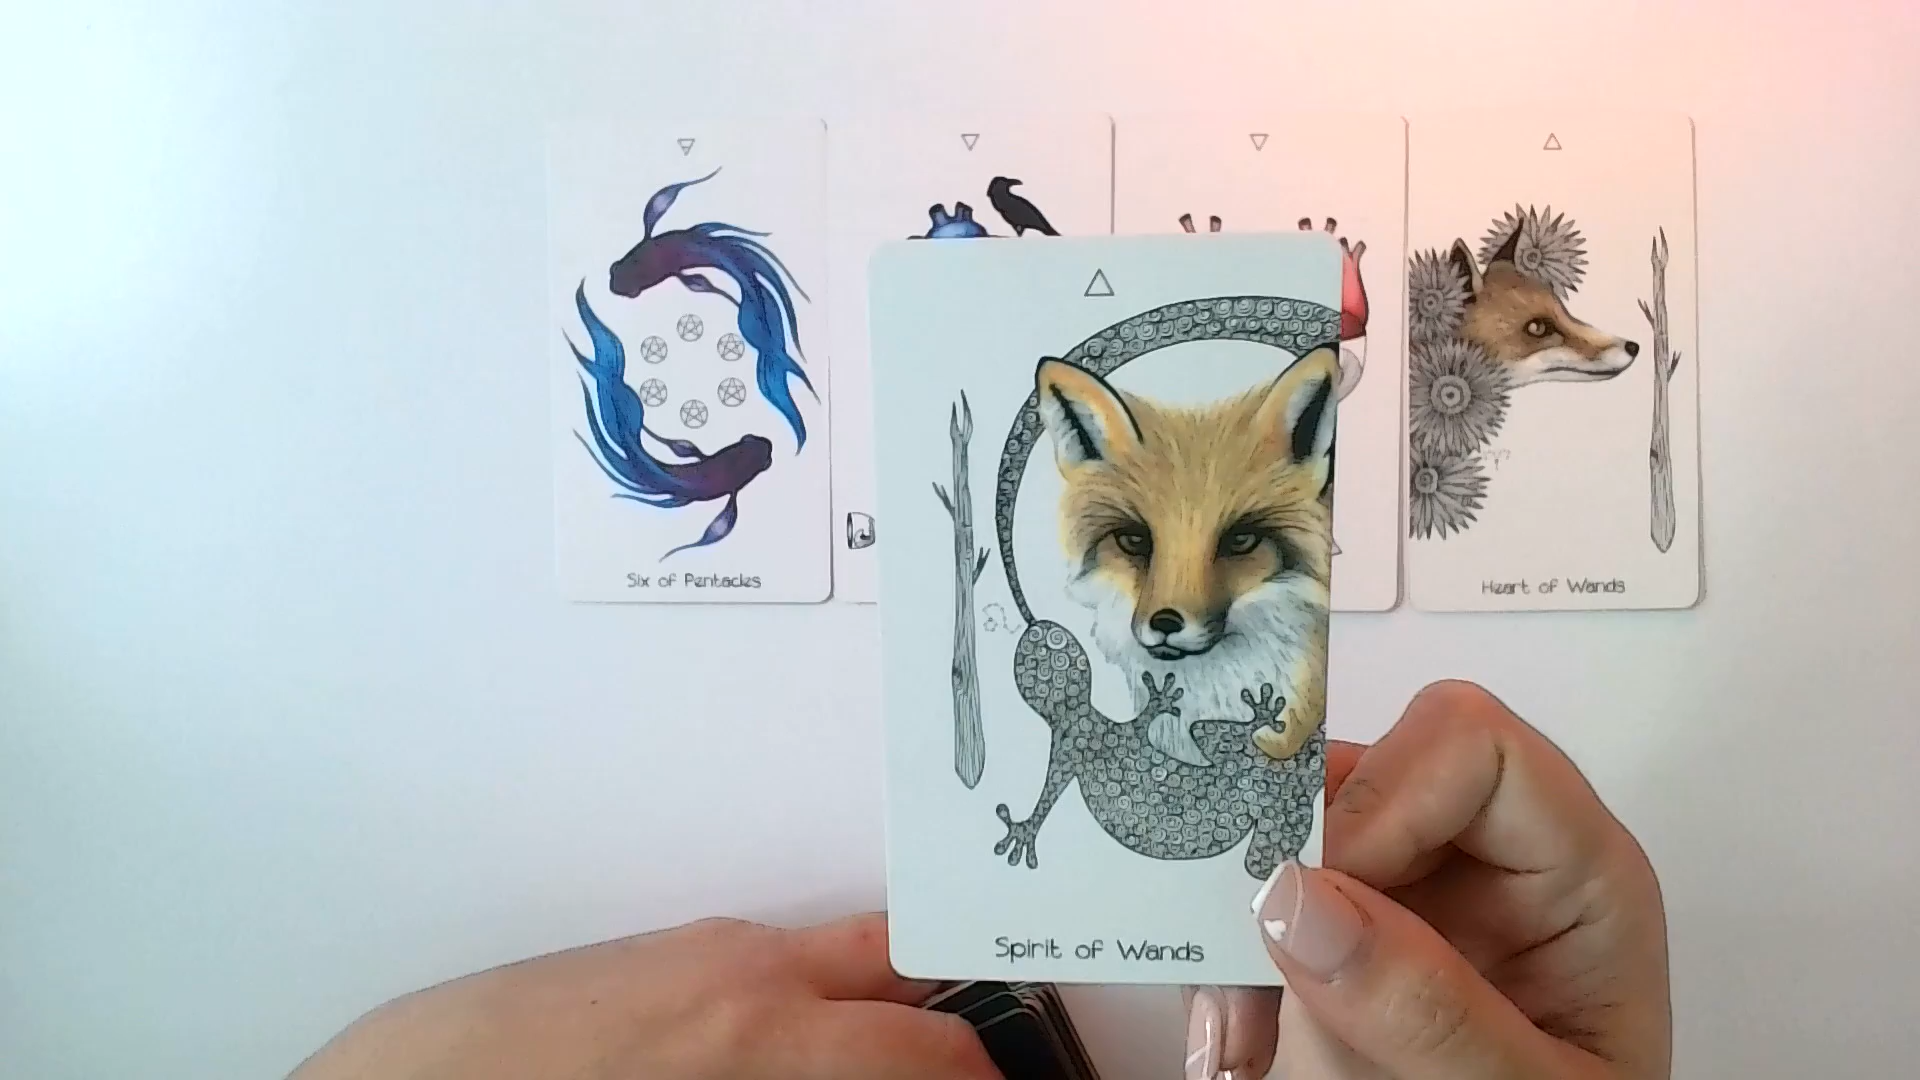 Six of Pentacles
Heart of Wands
Spirit of Wands